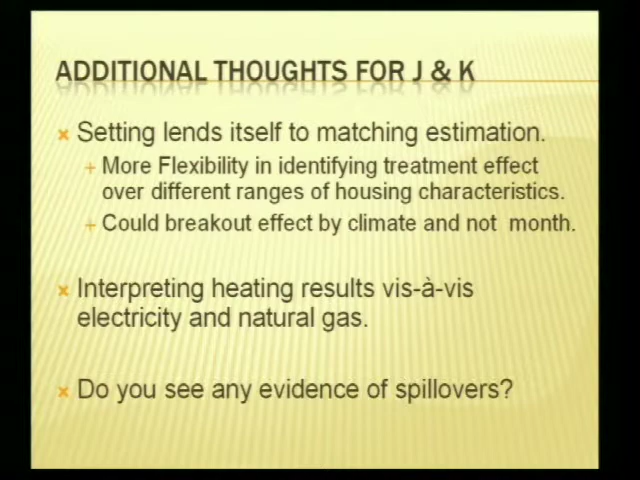 ADDITIONAL THOUGHTS FOR J & K
Setting lends itself to matching estimation.
More Flexibility in identifying treatment effect
over different ranges of housing characteristics.
Could breakout effect by climate and not month.
Interpreting heating results vis-à-vis
electricity and natural gas.
Do you see any evidence of spillovers?